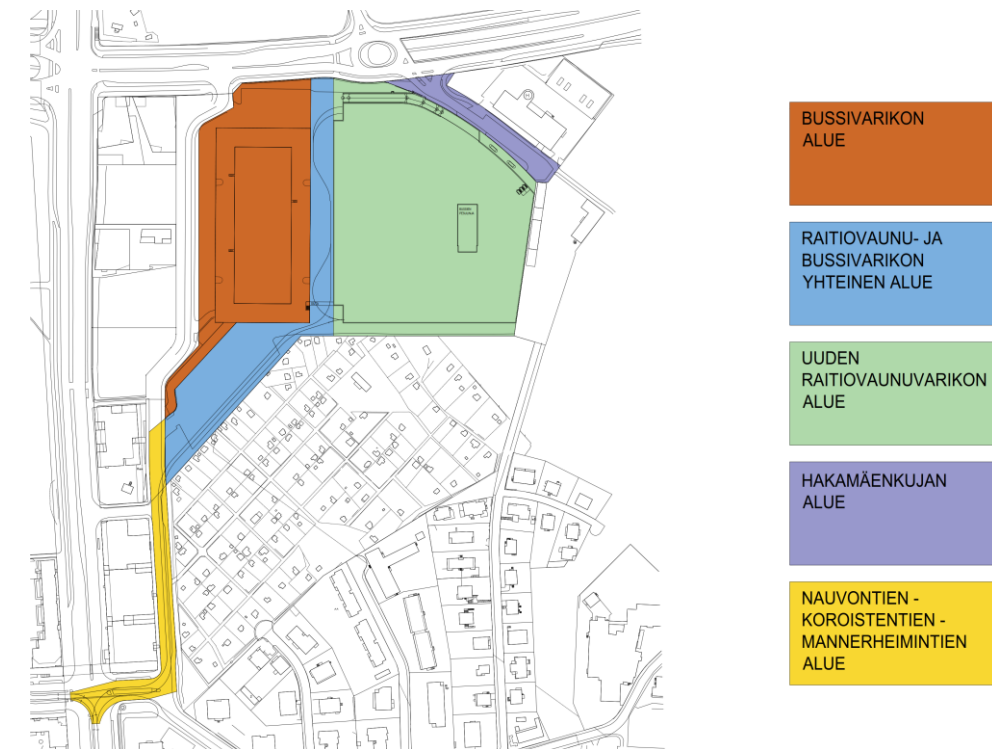 BUSSIVARIKON
ALUE
RAITIOVAUNU- JA
BUSSIVARIKON
YHTEINEN ALUE
UUDEN
RAITIOVAUNUVARIKON
ALUE
HAKAMÄENKUJAN
ALUE
NAUVONTIEN -
KOROISTENTIEN -
MANNERHEIMINTIEN
ALUE